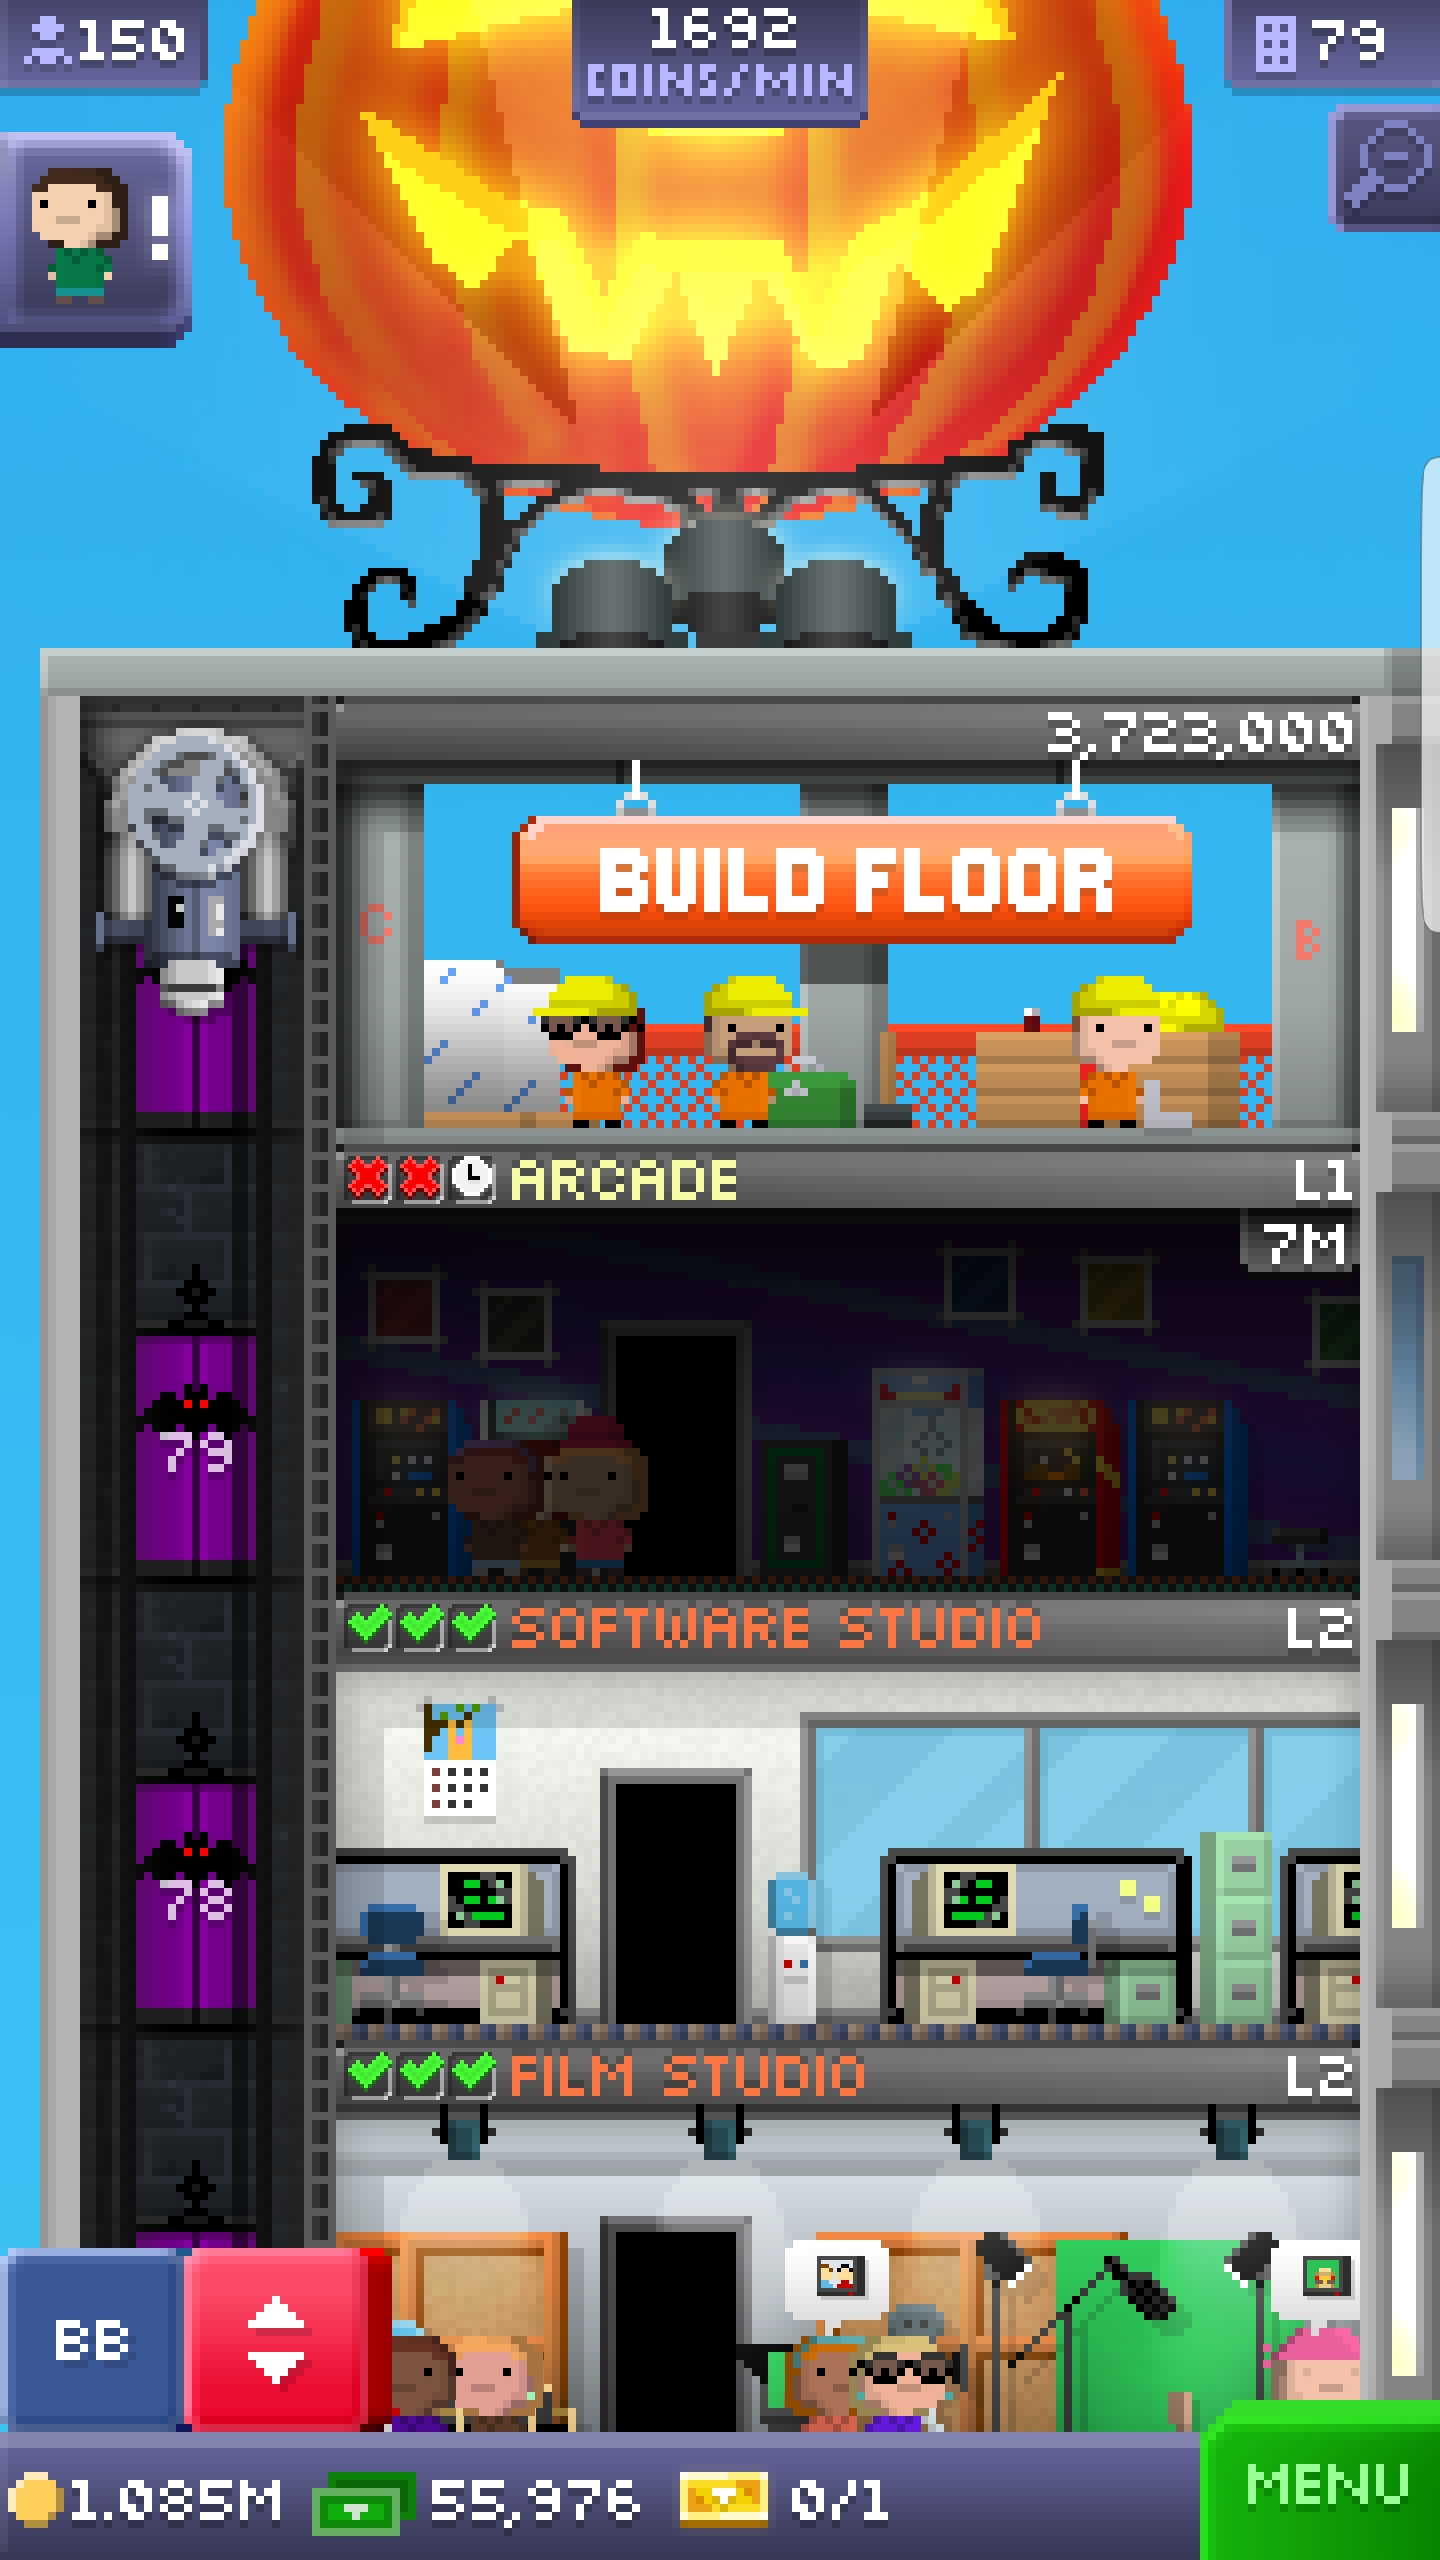 150
1692
COINS/MIN
79
!
3,723,000
BUILD FLOOR
C
B
ARCADE
L1
7M
79
SOFTWARE STUDIO
L2
78
FILM STUDIO
L2
BB
1.085M
55,976
0/1
MENU